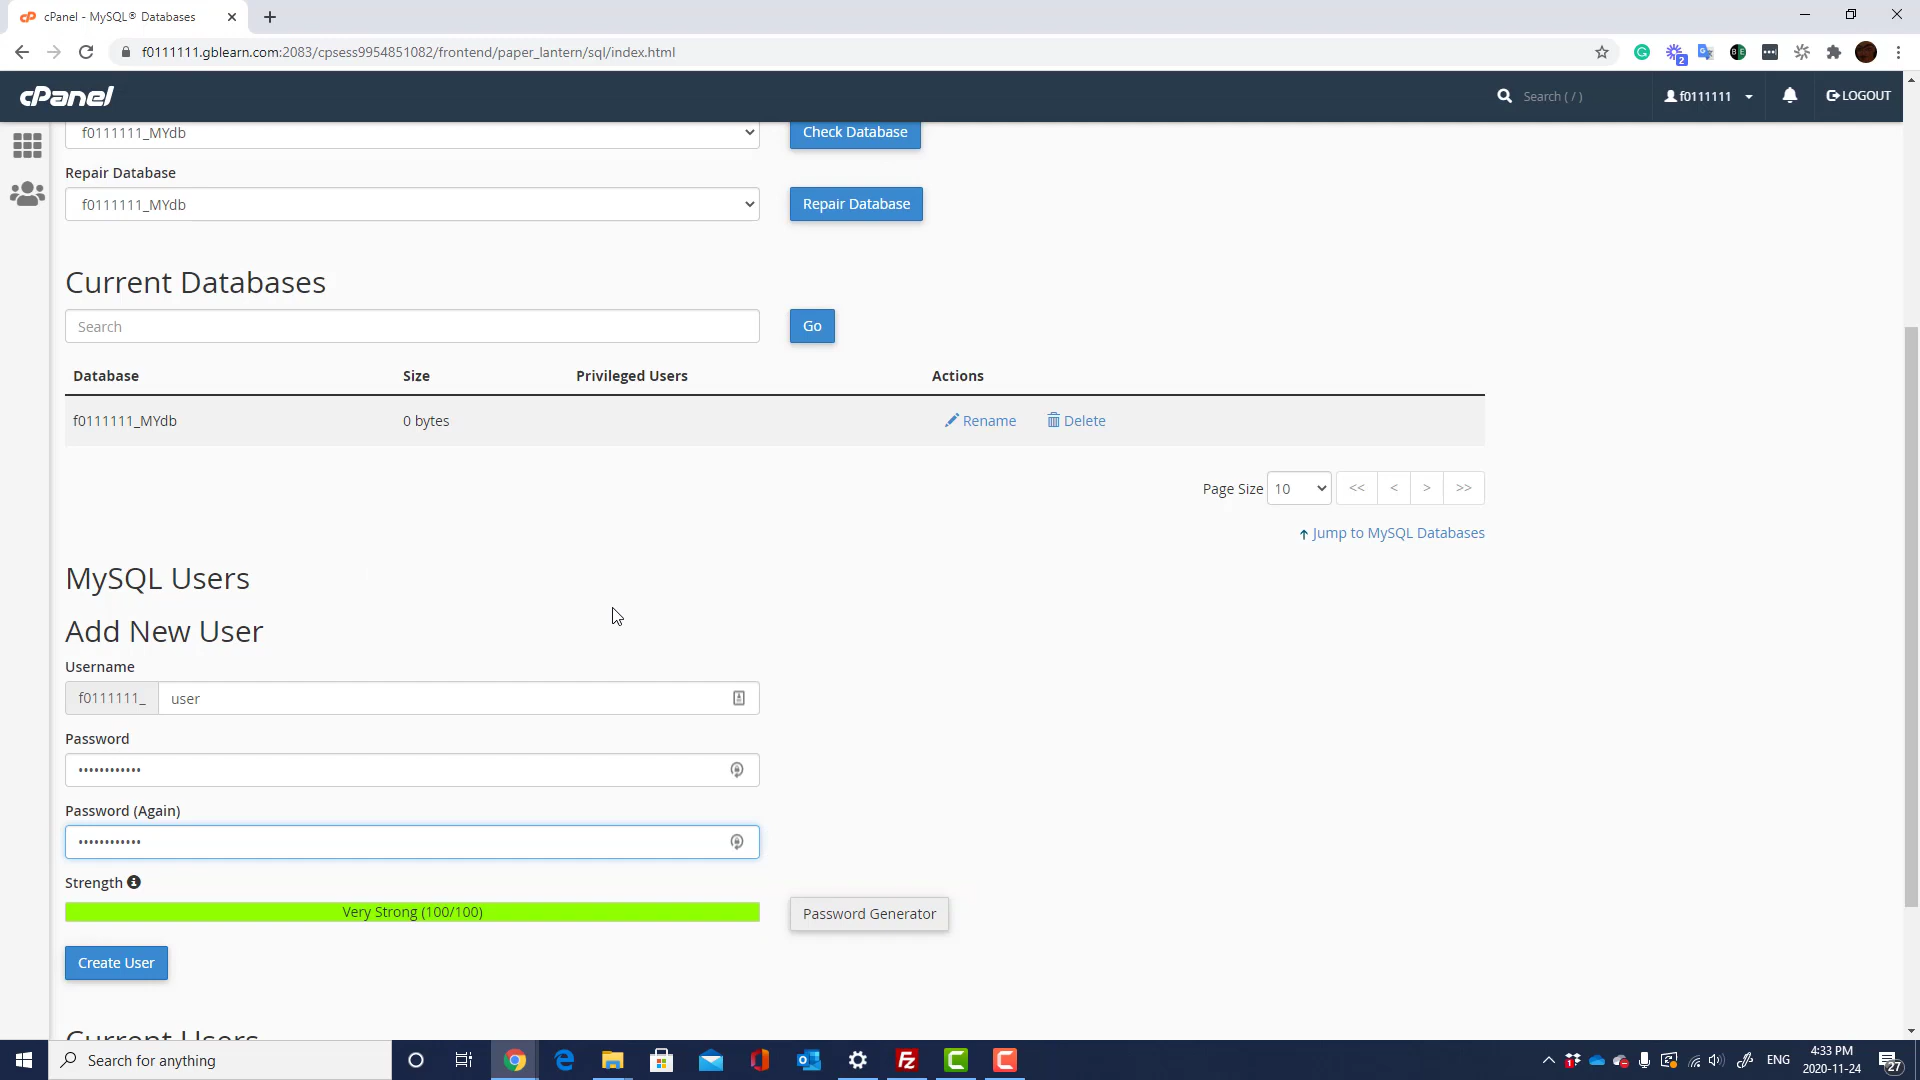 cPanel - MySQL® Databases
f0111111.gblearn.com:2083/cpsess9954851082/frontend/paper_lantern/sql/index.html
2
cPanel
Search ( / )
f0111111
LOGOUT
f0111111_MYdb
Check Database
Repair Database
f0111111_MYdb
Repair Database
Current Databases
Search
Go
Database Size Privileged Users Actions
f0111111_MYdb 0 bytes Rename Delete
Page Size 10 << < > >>
Jump to MySQL Databases
MySQL Users
Add New User
Username
f0111111_ user
Password
••••••••••••
Password (Again)
••••••••••••
Strength
Very Strong (100/100)
Password Generator
Create User
Current Users
Search for anything
ENG
4:33 PM
2020-11-24
27